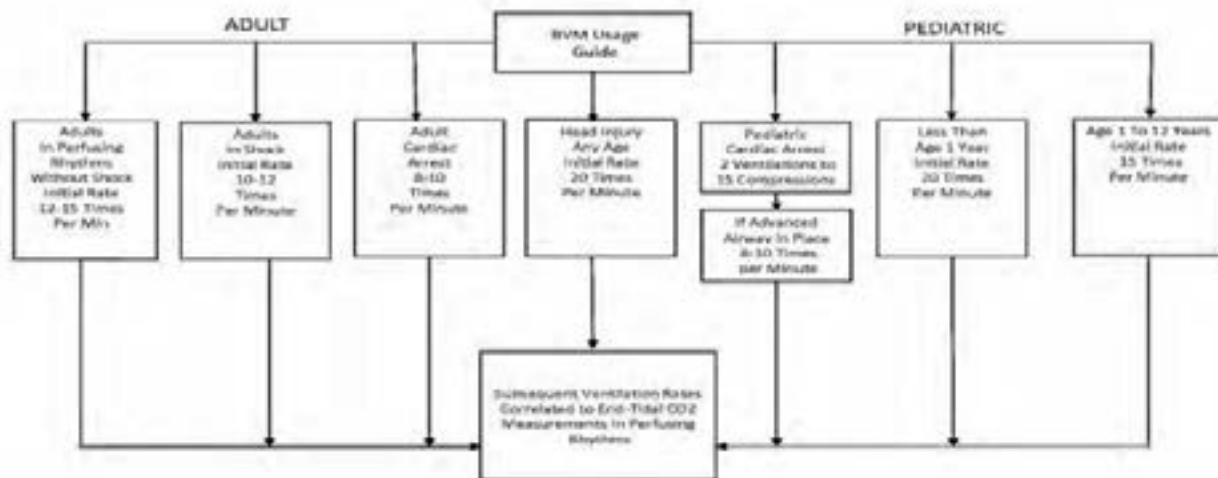 ADULT
BVM Usage
Guide
PEDIATRIC
Adults
In Perfusing
Rhythms
Without Shock
Initial Rate
12-15 Times
Per Min
Adults
In Shock
Initial Rate
10-12
Times
Per Minute
Adult
Cardiac
Arrest
8-10
Times
Per Minute
Head Injury
Any Age
Initial Rate
20 Times
Per Minute
Pediatric
Cardiac Arrest
2 Ventilations to
15 Compressions
If Advanced
Airway In Place
8-10 Times
per Minute
Less Than
Age 1 Year
Initial Rate
20 Times
Per Minute
Age 1 To 12 Years
Initial Rate
15 Times
Per Minute
Subsequent Ventilation Rates
Correlated to End-Tidal CO2
Measurements In Perfusing
Rhythms